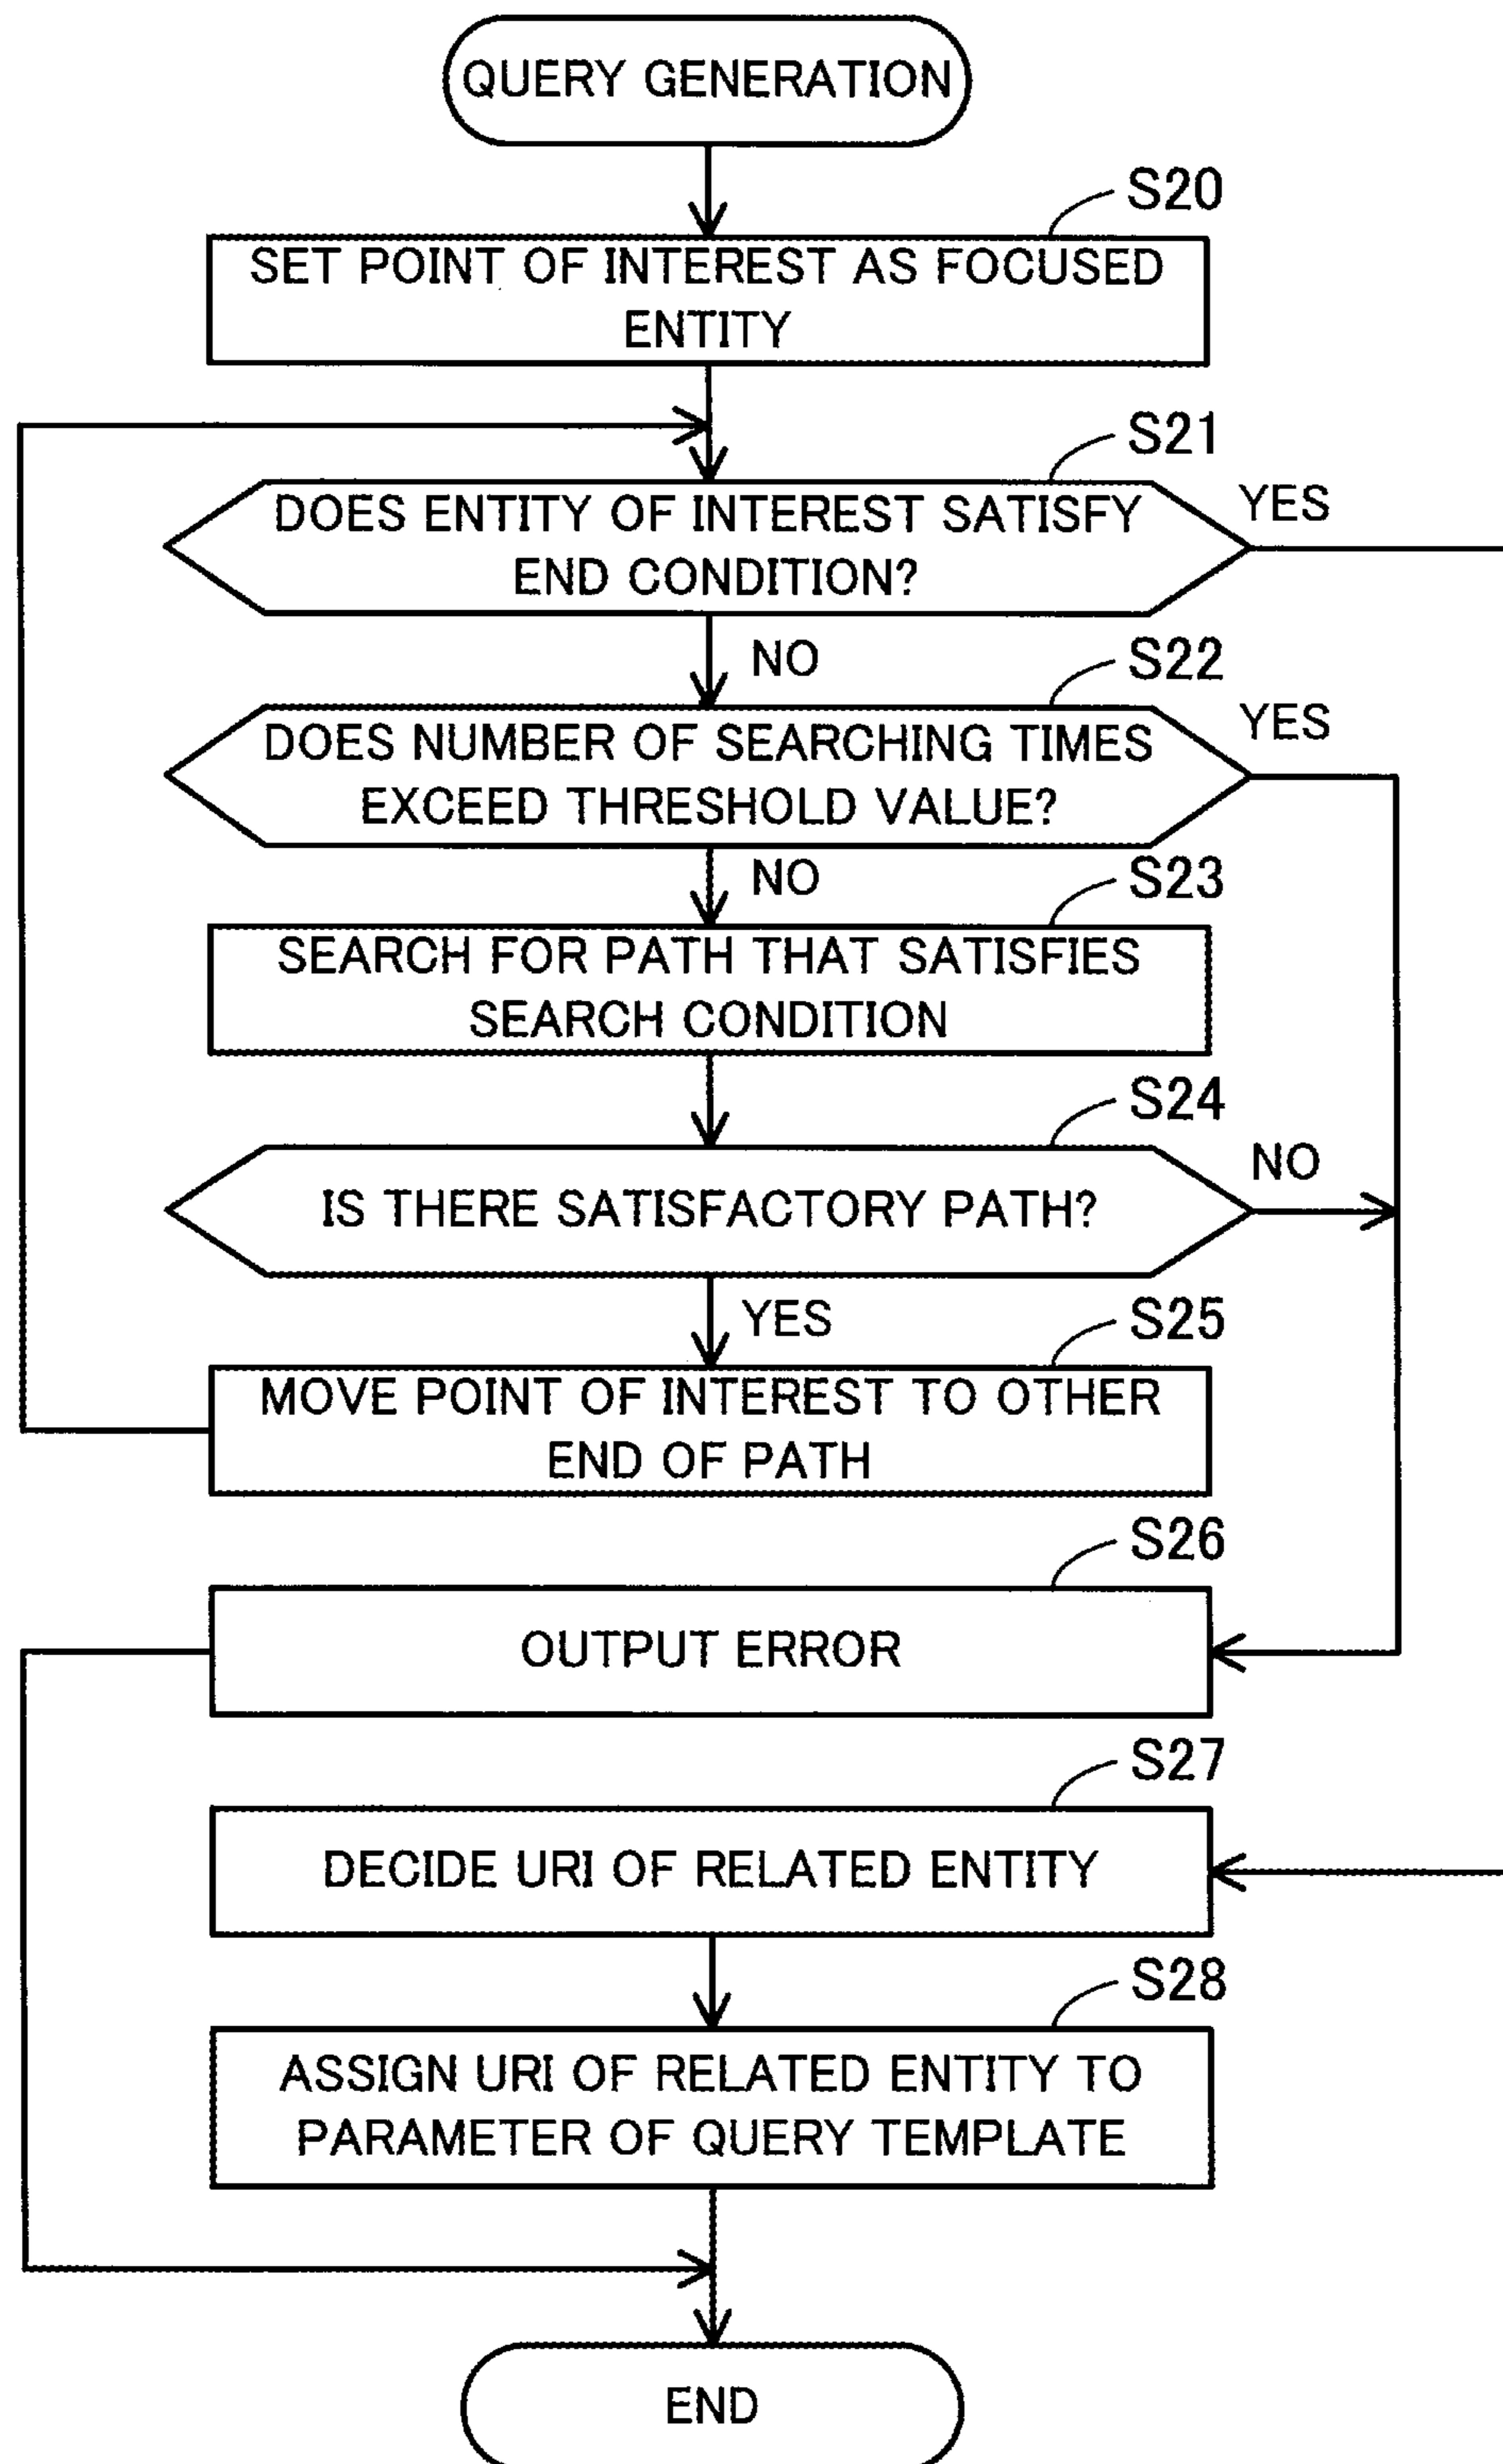 QUERY GENERATION
S20
SET POINT OF INTEREST AS FOCUSED
ENTITY
S21
DOES ENTITY OF INTEREST SATISFY
END CONDITION?
YES
NO
S22
DOES NUMBER OF SEARCHING TIMES
EXCEED THRESHOLD VALUE?
YES
NO
S23
SEARCH FOR PATH THAT SATISFIES
SEARCH CONDITION
S24
IS THERE SATISFACTORY PATH?
NO
YES
S25
MOVE POINT OF INTEREST TO OTHER
END OF PATH
S26
OUTPUT ERROR
S27
DECIDE URI OF RELATED ENTITY
S28
ASSIGN URI OF RELATED ENTITY TO
PARAMETER OF QUERY TEMPLATE
END